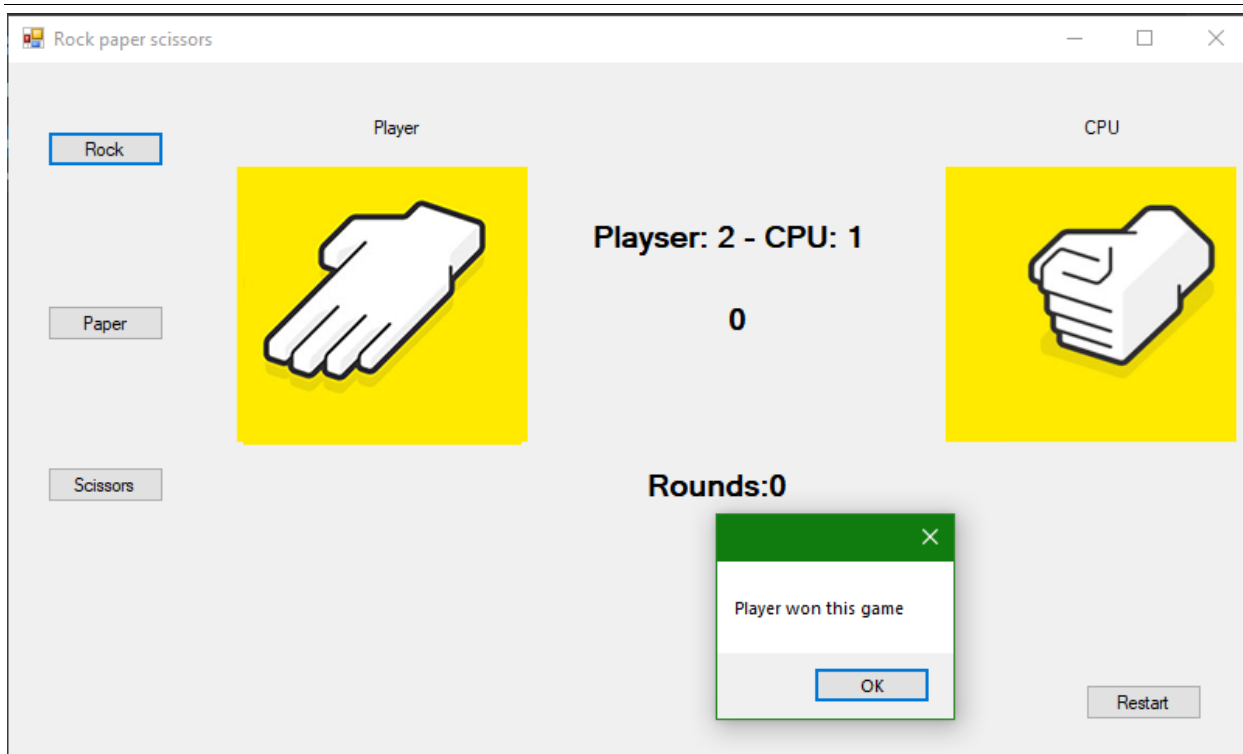 Rock paper scissors
Player
CPU
Rock
Playser: 2 - CPU: 1
Paper
0
Scissors
Rounds:0
Player won this game
OK
Restart